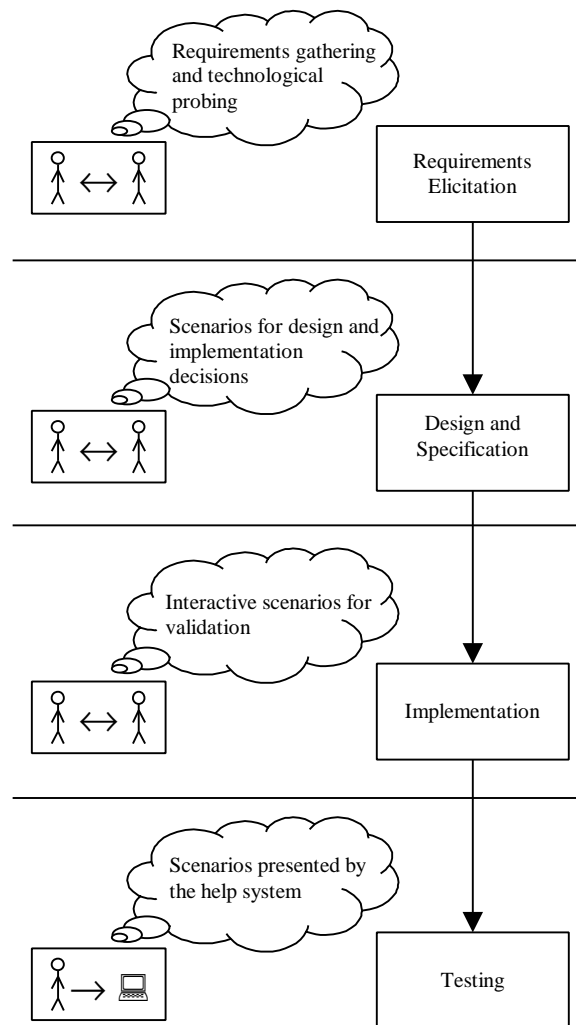 Requirements gathering
and technological
probing
Requirements
Elicitation
Scenarios for design and
implementation
decisions
Design and
Specification
Interactive scenarios for
validation
Implementation
Scenarios presented by
the help system
Testing